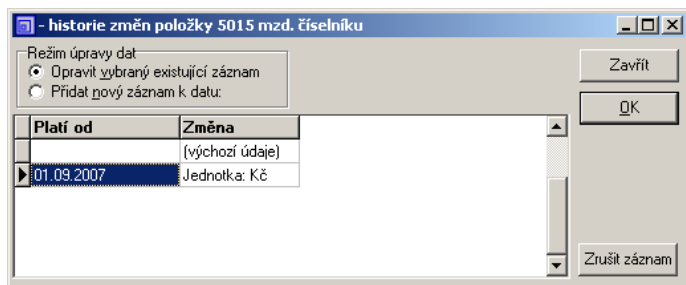 - historie změn položky 5015 mzd. číselníku
Režim úpravy dat
Opravit vybraný existující záznam
Přidat nový záznam k datu:
Zavřít
OK
Platí od Změna
(výchozí údaje)
01.09.2007 Jednotka: Kč
Zrušit záznam